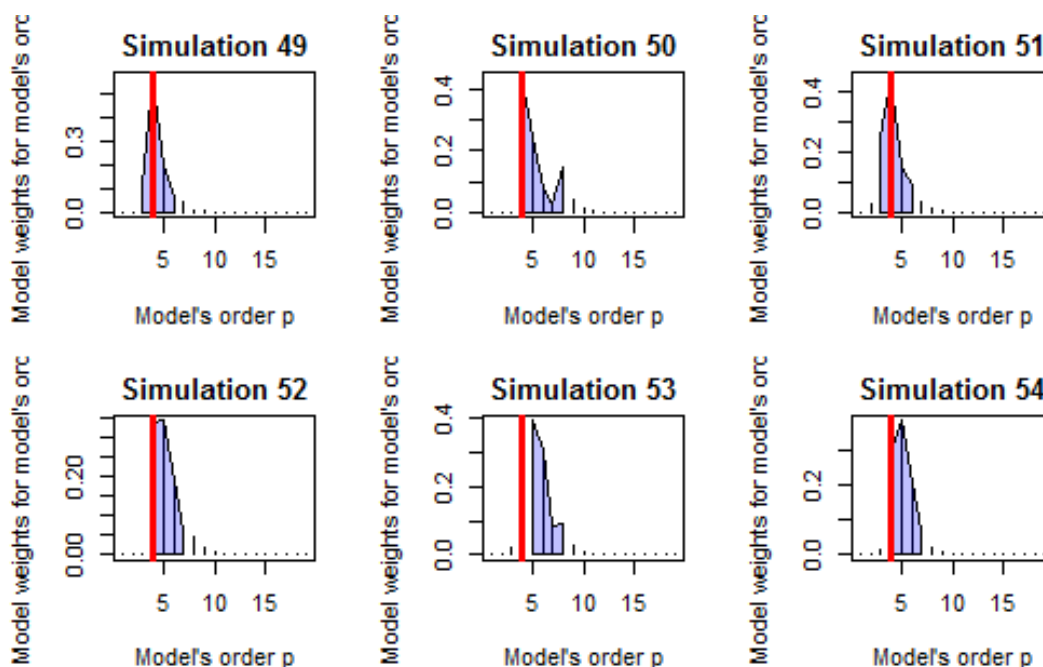 Simulation 49
Model weights for model's orc
0.0
0.3
5 10 15
Model's order p
Simulation 50
Model weights for model's orc
0.0
0.2
0.4
5 10 15
Model's order p
Simulation 51
Model weights for model's orc
0.0
0.2
0.4
5 10 15
Model's order p
Simulation 52
Model weights for model's orc
0.00
0.20
5 10 15
Model's order p
Simulation 53
Model weights for model's orc
0.0
0.2
0.4
5 10 15
Model's order p
Simulation 54
Model weights for model's orc
0.0
0.2
5 10 15
Model's order p